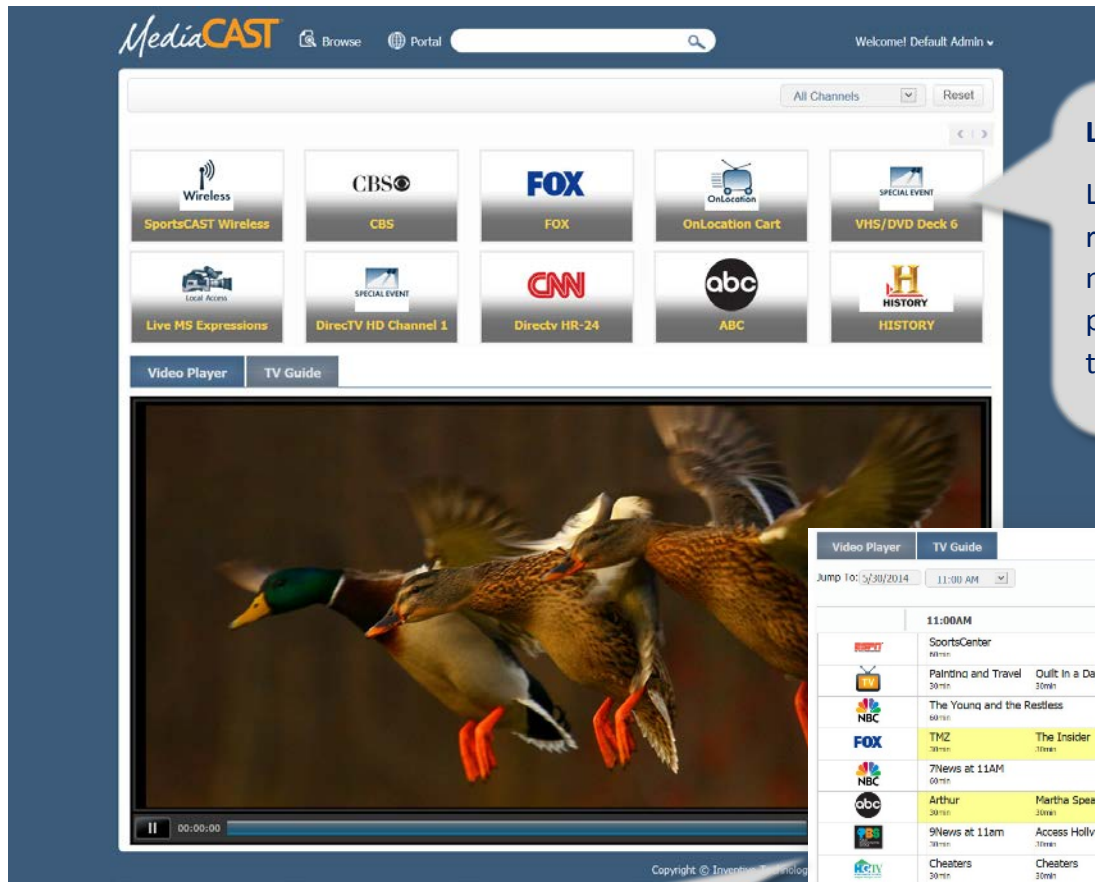 MediaCAST Browse Portal Welcome! Default Admin
All Channels Reset
Wireless
SportsCAST Wireless
CBS
CBS
FOX
FOX
OnLocation
OnLocation Cart
SPECIAL EVENT
VHS/DVD Deck 6
Local Access
Live MS Expressions
SPECIAL EVENT
DirecTV HD Channel 1
CNN
Directv HR-24
abc
ABC
H
HISTORY
HISTORY
Video Player TV Guide
00:00:00
Copyright ©
Video Player TV Guide
Jump To: 5/30/2014 11:00 AM
11:00AM
ESPN SportsCenter
60min
TV Painting and Travel Quilt in a Da
30min 30min
NBC The Young and the Restless
60min
FOX TMZ The Insider
30min 30min
NBC 7News at 11AM
60min
abc Arthur Martha Spea
30min 30min
PBS 9News at 11am Access Hollv
30min 30min
HGTV Cheaters Cheaters
30min 30min
L
L
r
r
p
t